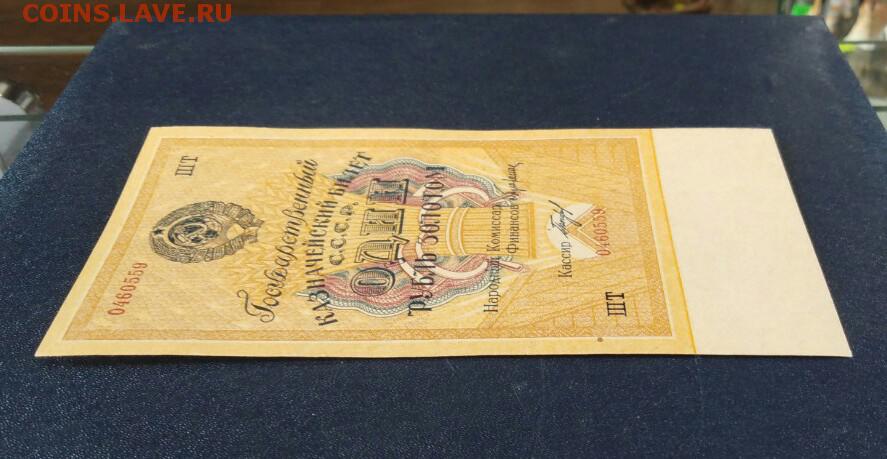 COINS.LAVE.RU
0460559
ШТ
Государственный
КАЗНАЧЕЙСКИЙ БИЛЕТ
С.С.С.Р.
ОДИН
РУБЛЬ ЗОЛОТОМ
Народный Комиссар
Финансов
Кассир
ШТ
0460559